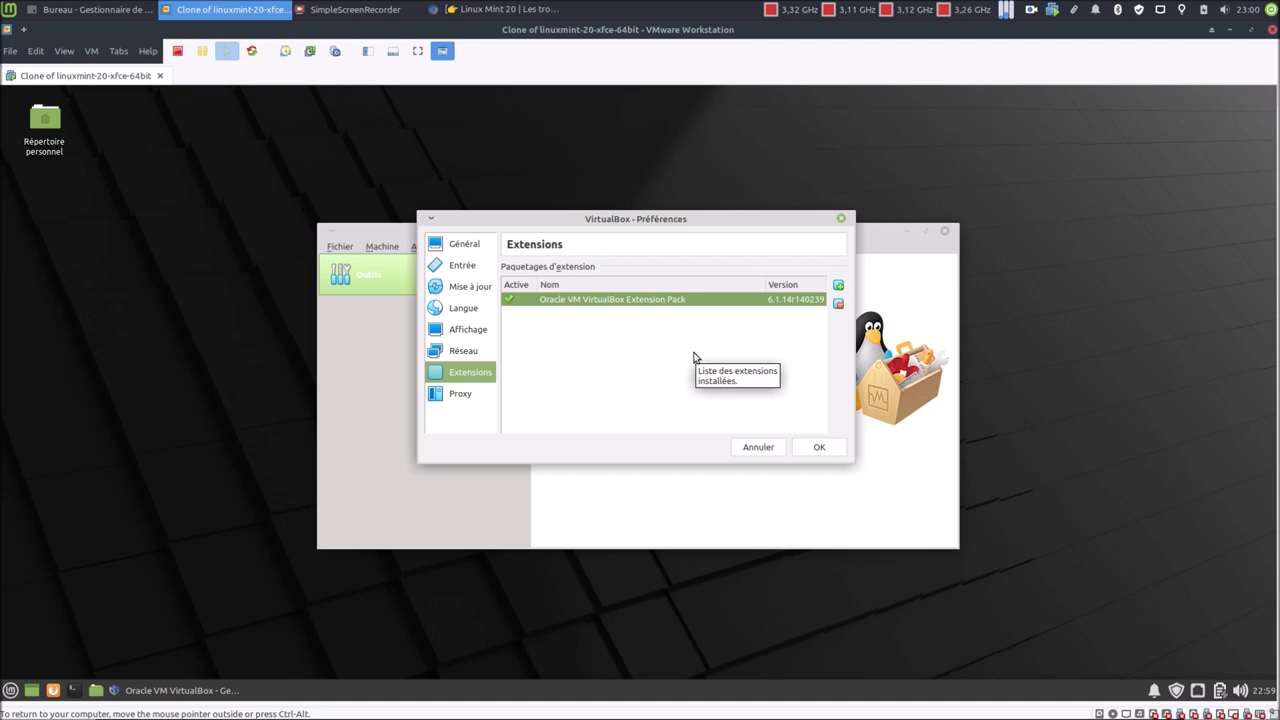 Bureau - Gestionnaire de ...
Clone of linuxmint-20-xfce...
SimpleScreenRecorder
[👉 Linux Mint 20 | Les tro...
3,32 GHz
3,11 GHz
3,12 GHz
3,26 GHz
23:00
Clone of linuxmint-20-xfce-64bit - VMware Workstation
File Edit View VM Tabs Help
Clone of linuxmint-20-xfce-64bit
Répertoire
personnel
VirtualBox - Préférences
Fichier Machine A
Outils
Général
Entrée
Mise à jour
Langue
Affichage
Réseau
Extensions
Proxy
Extensions
Paquetages d'extension
Active Nom Version
Oracle VM VirtualBox Extension Pack 6.1.14r140239
Liste des extensions
installées.
Annuler OK
Oracle VM VirtualBox - Ge...
22:59
To return to your computer, move the mouse pointer outside or press Ctrl-Alt.